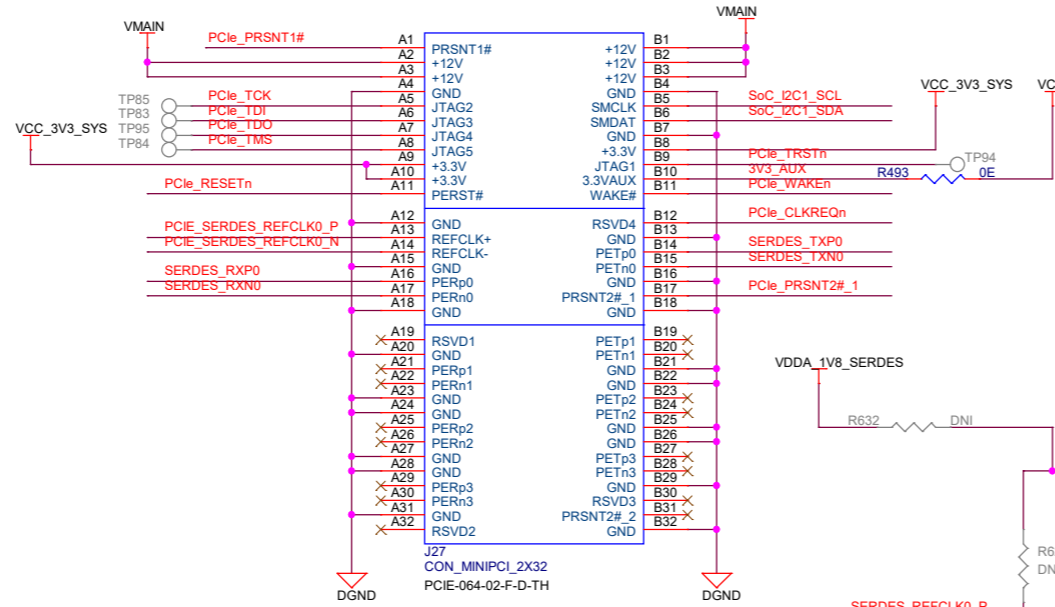 VMAIN
VMAIN
PCIe_PRSNT1# A1 PRSNT1# +12V B1
A2 +12V +12V B2
A3 +12V +12V B3
A4 GND GND B4
TP85 PCIe_TCK A5 JTAG2 SMCLK B5 SoC_I2C1_SCL VCC_3V3_SYS VC
TP83 PCIe_TDI A6 JTAG3 SMDAT B6 SoC_I2C1_SDA
TP95 PCIe_TDO A7 JTAG4 GND B7
VCC_3V3_SYS TP84 PCIe_TMS A8 JTAG5 +3.3V B8
A9 +3.3V JTAG1 B9 PCIe_TRSTn TP94
A10 +3.3V 3.3VAUX B10 3V3_AUX R493 0E
PCIe_RESETn A11 PERST# WAKE# B11 PCIe_WAKEn
A12 GND RSVD4 B12 PCIe_CLKREQn
PCIE_SERDES_REFCLK0_P A13 REFCLK+ GND B13
PCIE_SERDES_REFCLK0_N A14 REFCLK- PETp0 B14 SERDES_TXP0
A15 GND PETn0 B15 SERDES_TXN0
SERDES_RXP0 A16 PERp0 GND B16
SERDES_RXN0 A17 PERn0 PRSNT2#_1 B17 PCIe_PRSNT2#_1
A18 GND GND B18
A19 RSVD1 PETp1 B19
A20 GND PETn1 B20
A21 PERp1 GND B21
A22 PERn1 GND B22
A23 GND PETp2 B23
A24 GND PETn2 B24
A25 PERp2 GND B25
A26 PERn2 GND B26
A27 GND PETp3 B27
A28 GND PETn3 B28
A29 PERp3 GND B29
A30 PERn3 RSVD3 B30
A31 GND PRSNT2#_2 B31
A32 RSVD2 GND B32
VDDA_1V8_SERDES
R632 DNI
J27
CON_MINIPCI_2X32
PCIE-064-02-F-D-TH
DGND
DGND
R6
DN
SERDES_REFCLK0_P